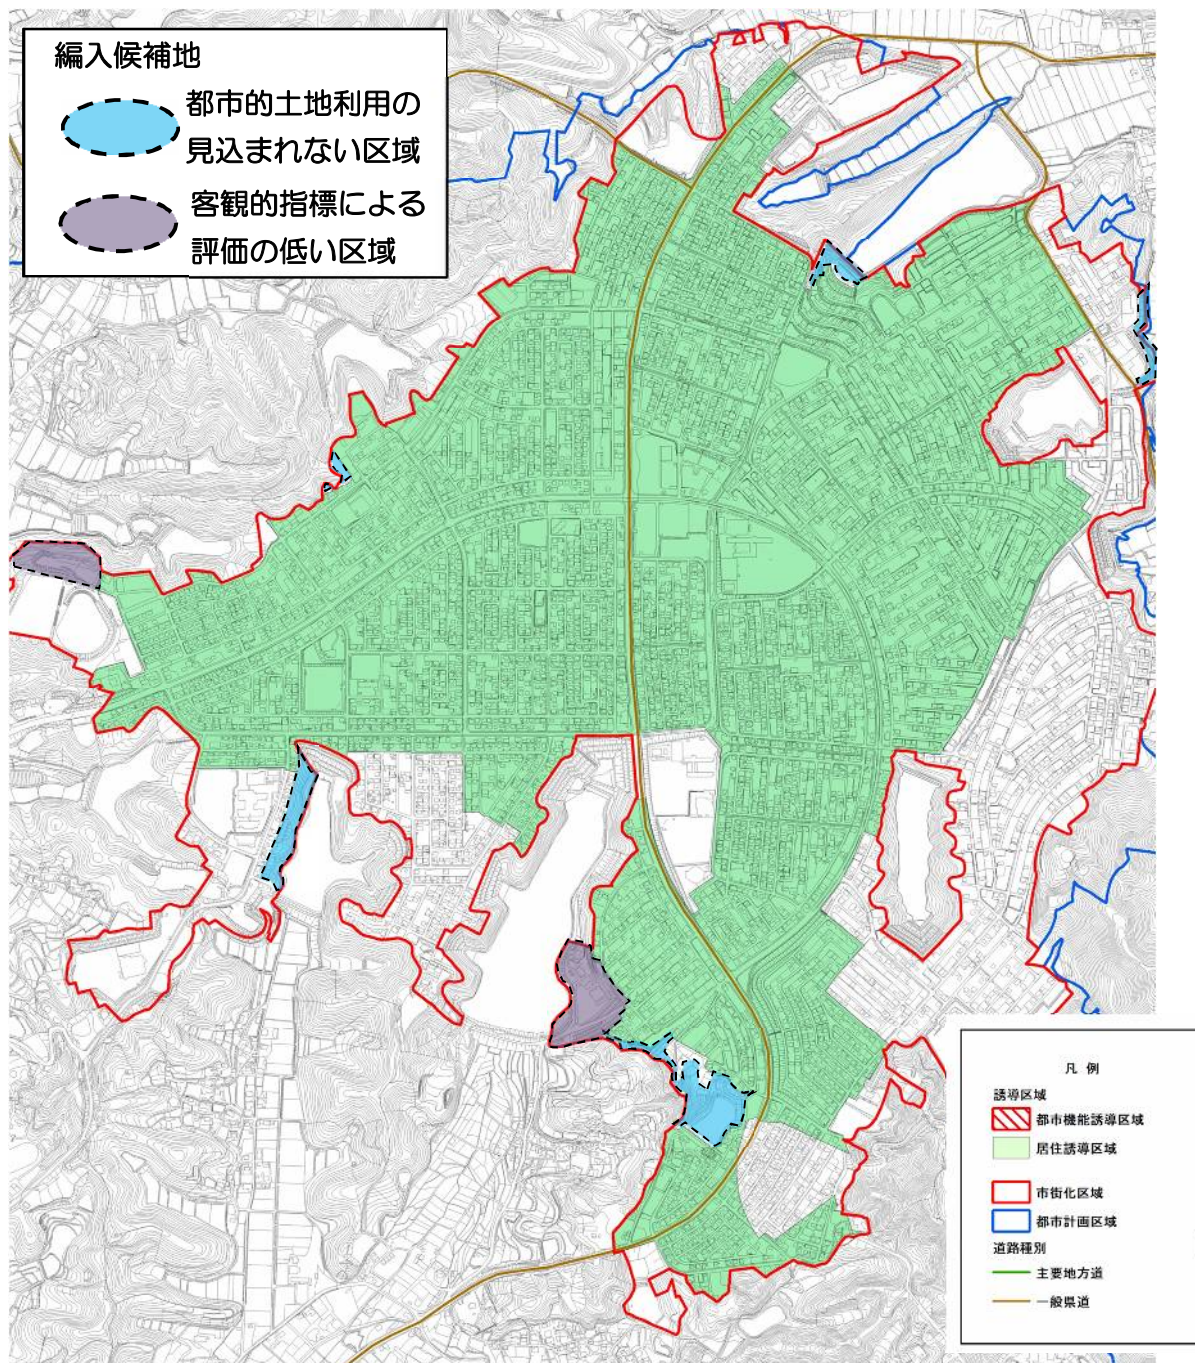 編入候補地
都市的土地利用の
見込まれない区域
客観的指標による
評価の低い区域
凡 例
誘導区域
都市機能誘導区域
居住誘導区域
市街化区域
都市計画区域
道路種別
主要地方道
一般県道